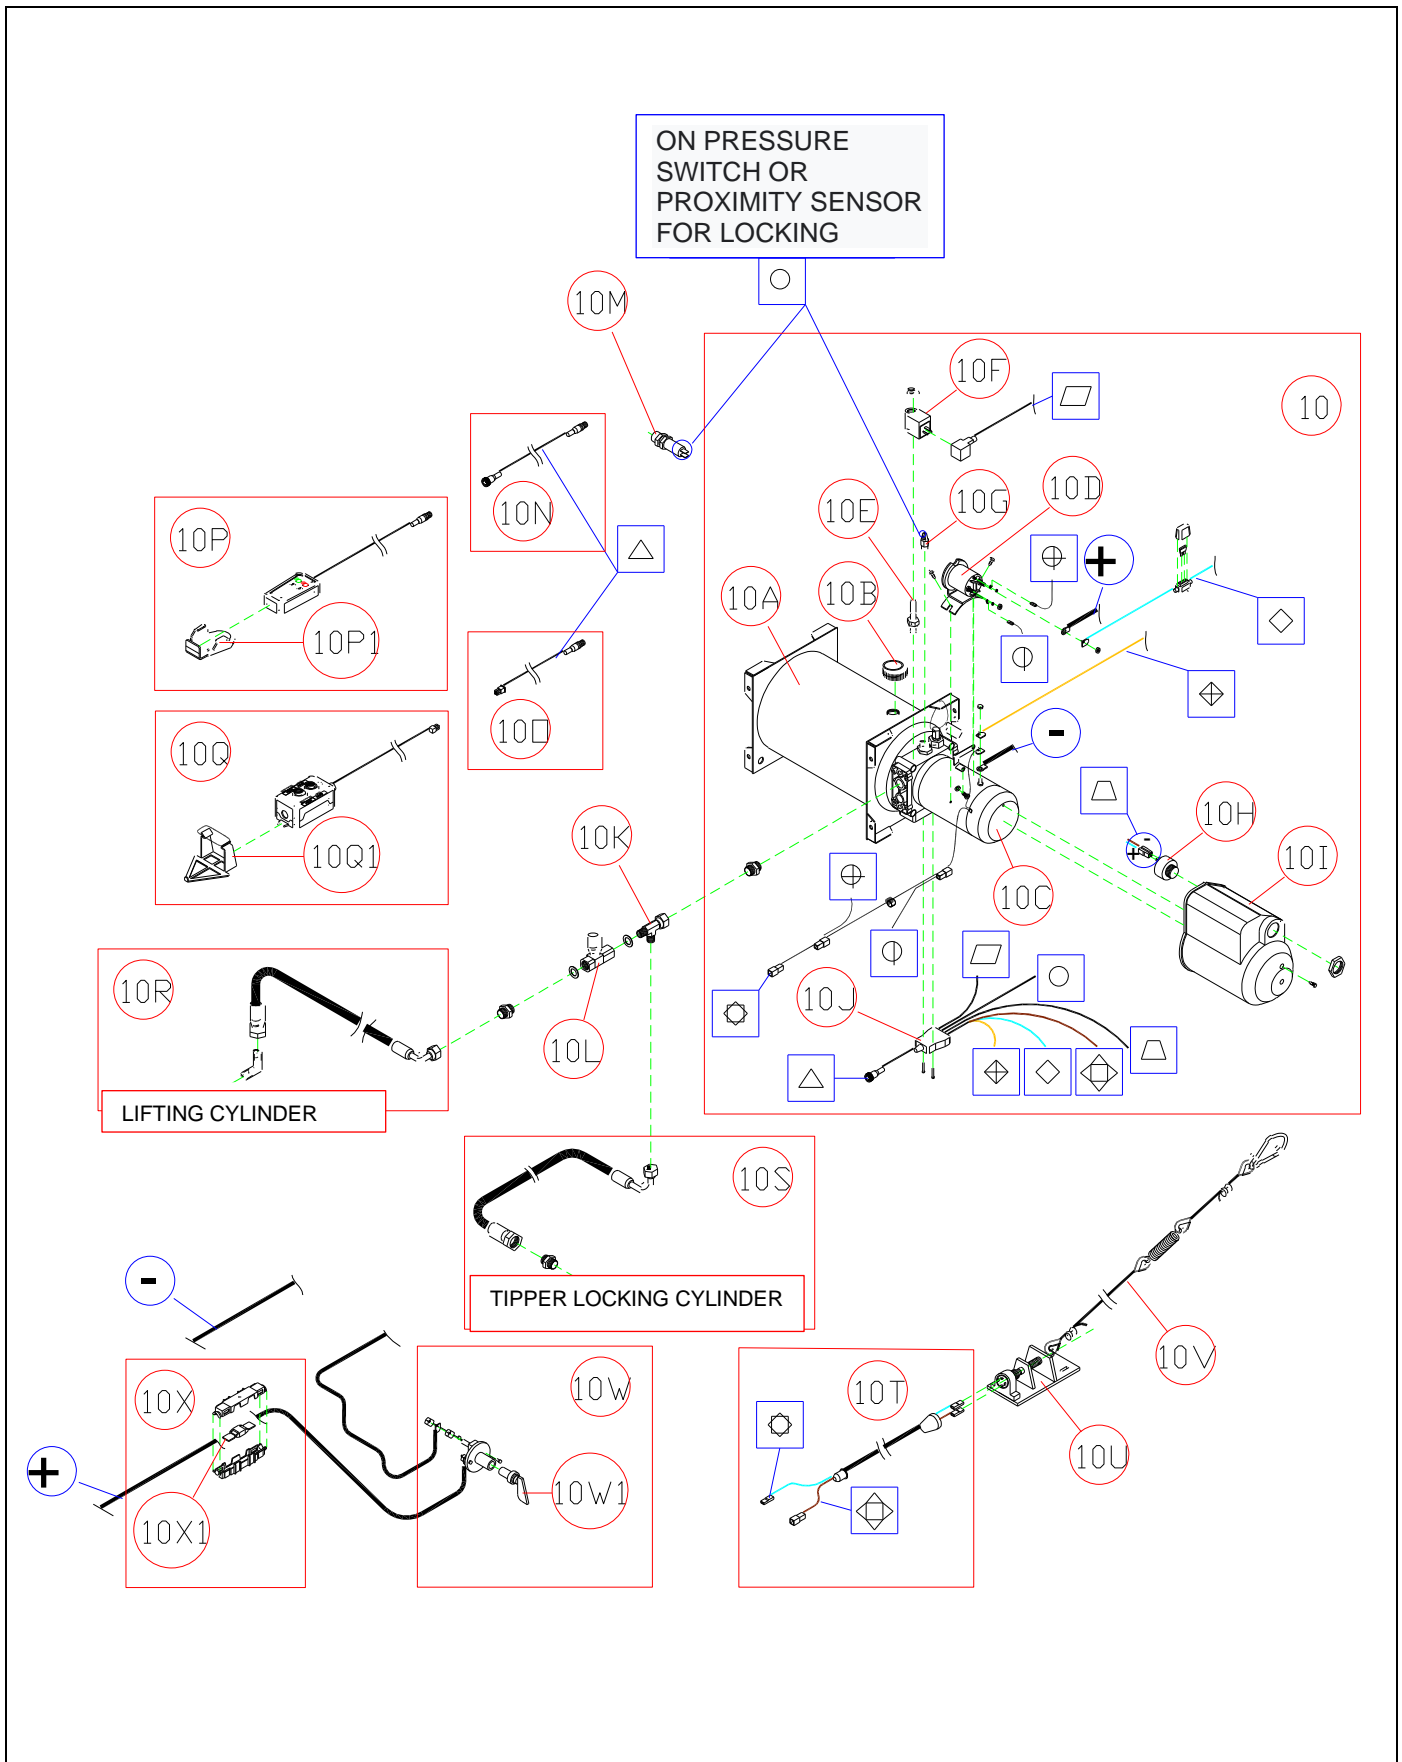 ON PRESSURE
SWITCH OR
PROXIMITY SENSOR
FOR LOCKING
10M
10F
10
10N
10E
10G
10D
10P
+
10A
10B
10P1
10O
-
10Q
10H
10K
10I
10Q1
- +
10C
10R
10J
10L
LIFTING CYLINDER
10S
-
TIPPER LOCKING CYLINDER
10V
10X
10W
10T
10U
+
10W1
10X1